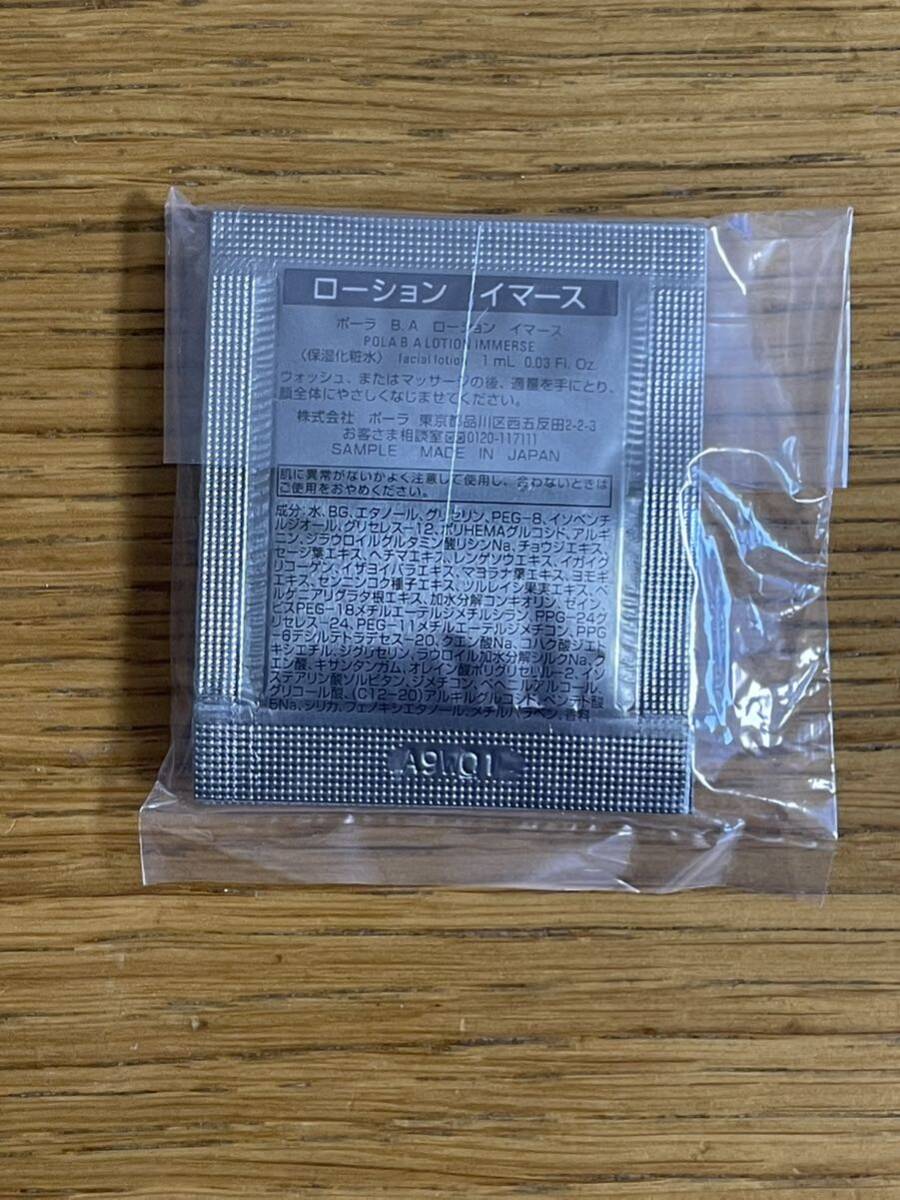 ローション イマース
ポーラ B.A ローション イマース
POLA B.A LOTION IMMERSE
〈保湿化粧水〉 facial lotion 1 mL 0.03 Fl. Oz.
ウォッシュ、またはマッサージの後、適量を手にとり、
顔全体にやさしくなじませてください。
株式会社 ポーラ 東京都品川区西五反田2-2-3
お客さま相談室 0120-117111
SAMPLE MADE IN JAPAN
肌に異常がないかよく注意して使用し、合わないときは
ご使用をおやめください。
成分:水、BG、エタノール、グリセリン、PEG-8、イソペンチ
ルジオール、グリセレス-12、ポリHEMAグルコシド、アルギ
ニン、ジラウロイルグルタミン酸リシンNa、チョウジエキス、
セージ葉エキス、ヘチマエキス、レンゲソウエキス、イガイグ
リコーゲン、イザヨイバラエキス、マヨラナ葉エキス、ヨモギ
エキス、センニンコク種子エキス、ツルレイシ果実エキス、ベ
ルゲニアリグラタ根エキス、加水分解コンキオリン、ゼイン、
ビスPEG-18メチルエーテルジメチルシラン、PPG-24グ
リセレス-24、PEG-11メチルエーテルジメチコン、PPG
-6デシルテトラデセス-20、クエン酸Na、コハク酸ジエト
キシエチル、ジグリセリン、ラウロイル加水分解シルクNa、ク
エン酸、キサンタンガム、オレイン酸ポリグリセリル-2、イソ
ステアリン酸ソルビタン、ジメチコン、ベヘニルアルコール、
グリコール酸、(C12-20)アルキルグルコシド、ペンテト酸
5Na、シリカ、フェノキシエタノール、メチルパラベン、香料